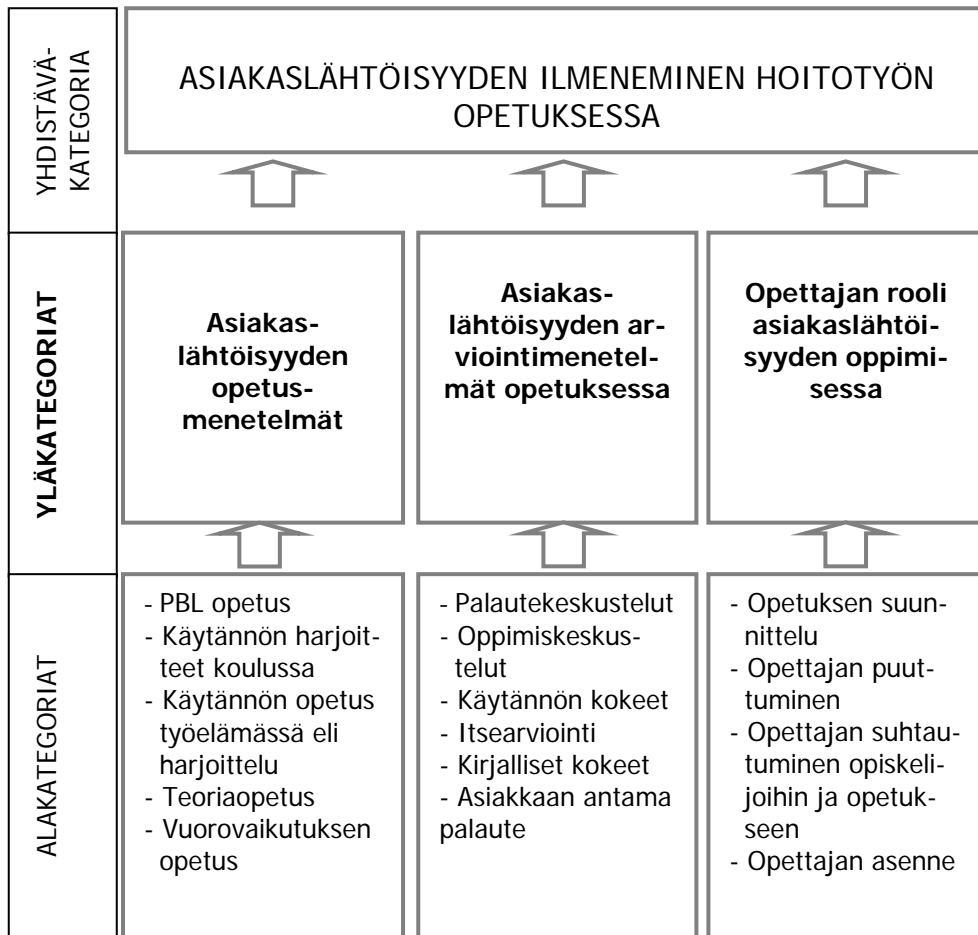 YHDISTÄVÄ-
KATEGORIA
ASIAKASLÄHTÖISYYDEN ILMENEMINEN HOITOTYÖN
OPETUKSESSA
YLÄKATEGORIAT
Asiakas-
lähtöisyyden
opetus-
menetelmät
Asiakas-
lähtöisyyden ar-
viointimenetel-
mät opetuksessa
Opettajan rooli
asiakaslähtöi-
syyden oppimi-
sessa
ALAKATEGORIAT
- PBL opetus
- Käytännön harjoit-
teet koulussa
- Käytännön opetus
työelämässä eli
harjoittelu
- Teoriaopetus
- Vuorovaikutuksen
opetus
- Palautekeskustelut
- Oppimiskeskus-
telut
- Käytännön kokeet
- Itsearviointi
- Kirjalliset kokeet
- Asiakkaan antama
palaute
- Opetuksen suun-
nittelu
- Opettajan puut-
tuminen
- Opettajan suhtau-
tuminen opiskeli-
joihin ja opetuk-
seen
- Opettajan asenne